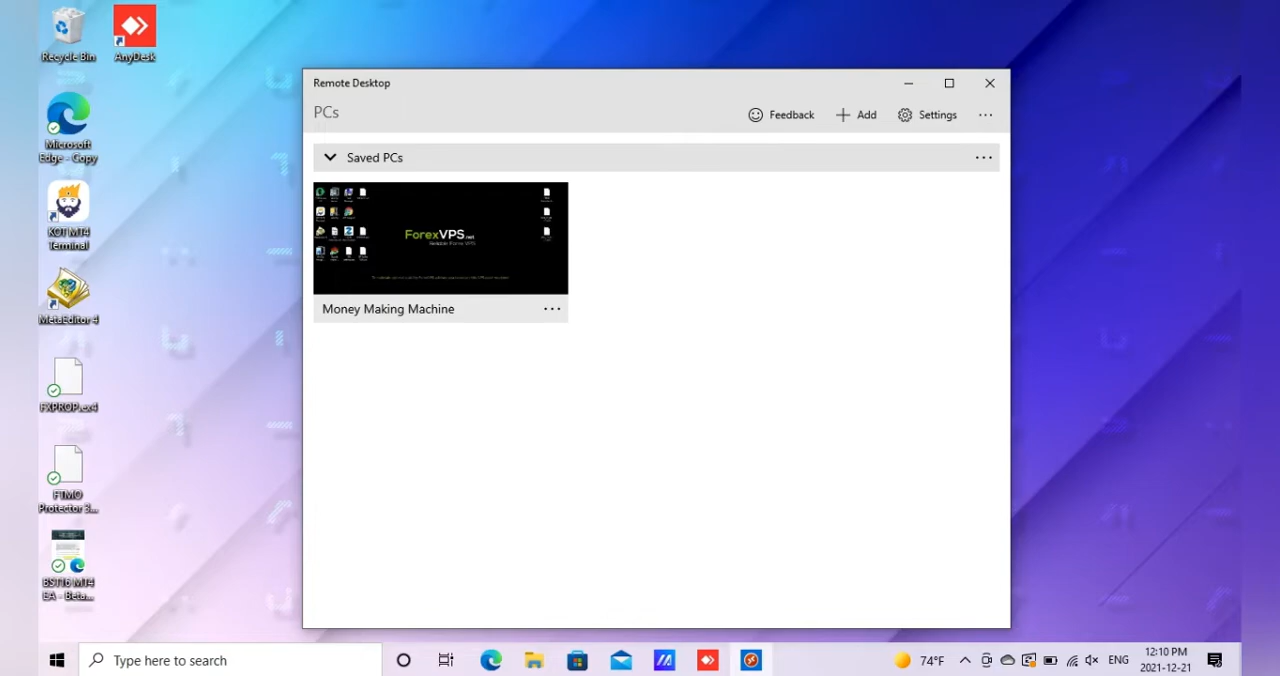 Recycle Bin
AnyDesk
Microsoft
Edge - Copy
KOT MT4
Terminal
MetaEditor 4
FXPROP.ex4
FTMO
Protector 3...
BST16 MT4
EA - Beta...
Remote Desktop
PCs
Feedback
Add
Settings
Saved PCs
ForexVPS.net
Money Making Machine
Type here to search
74°F
ENG
12:10 PM
2021-12-21